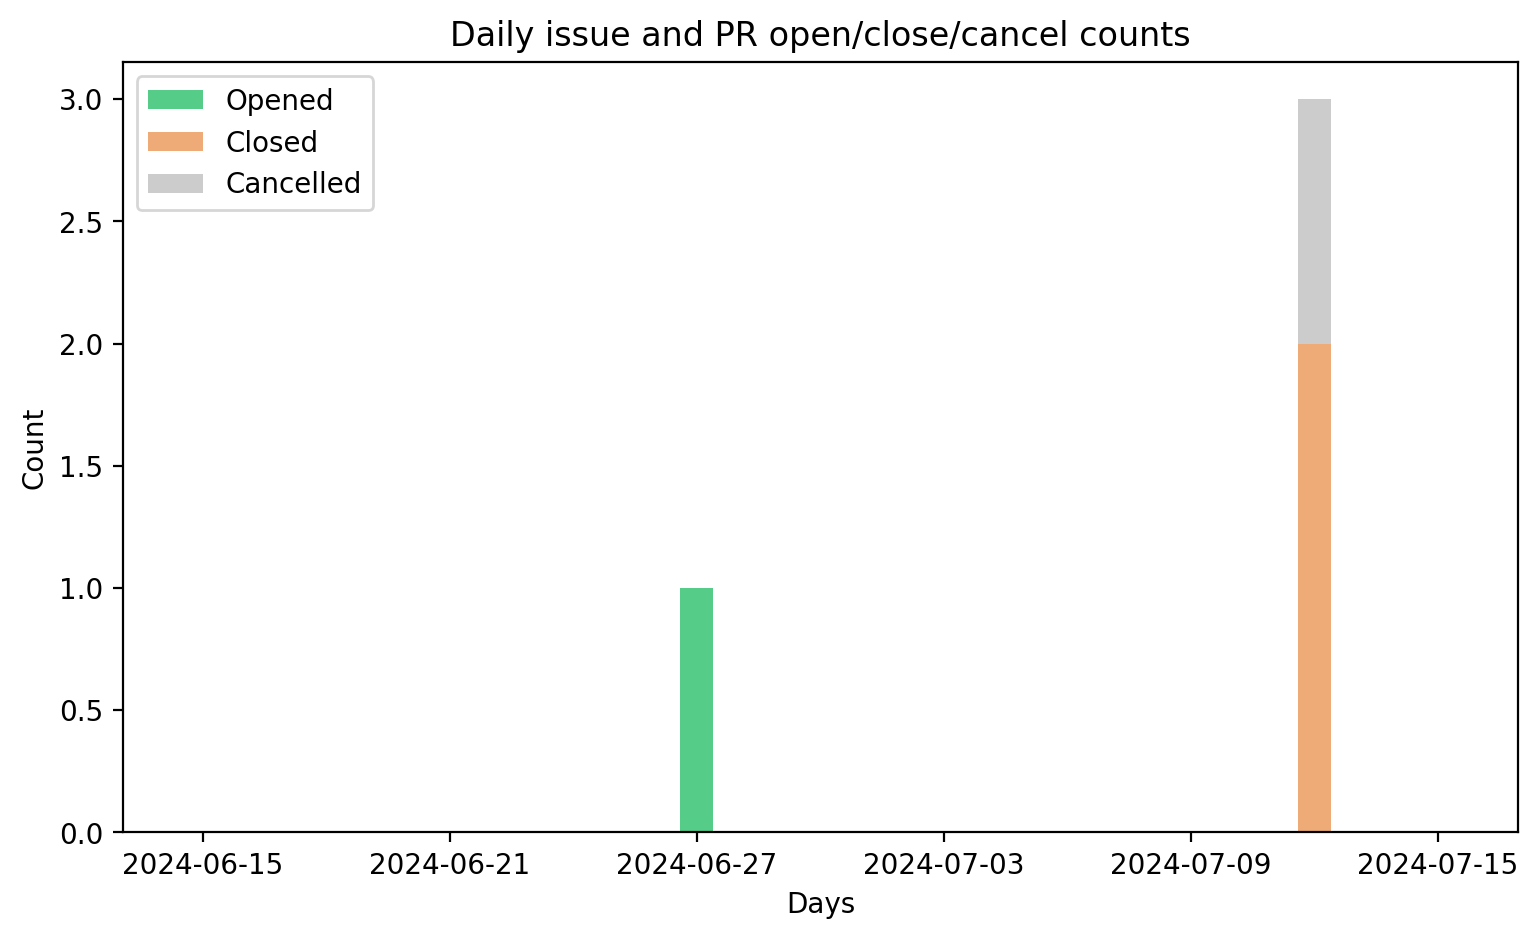 Daily issue and PR open/close/cancel counts
Opened
Closed
Cancelled
3.0
2.5
2.0
1.5
1.0
0.5
0.0
Count
2024-06-15 2024-06-21 2024-06-27 2024-07-03 2024-07-09 2024-07-15
Days